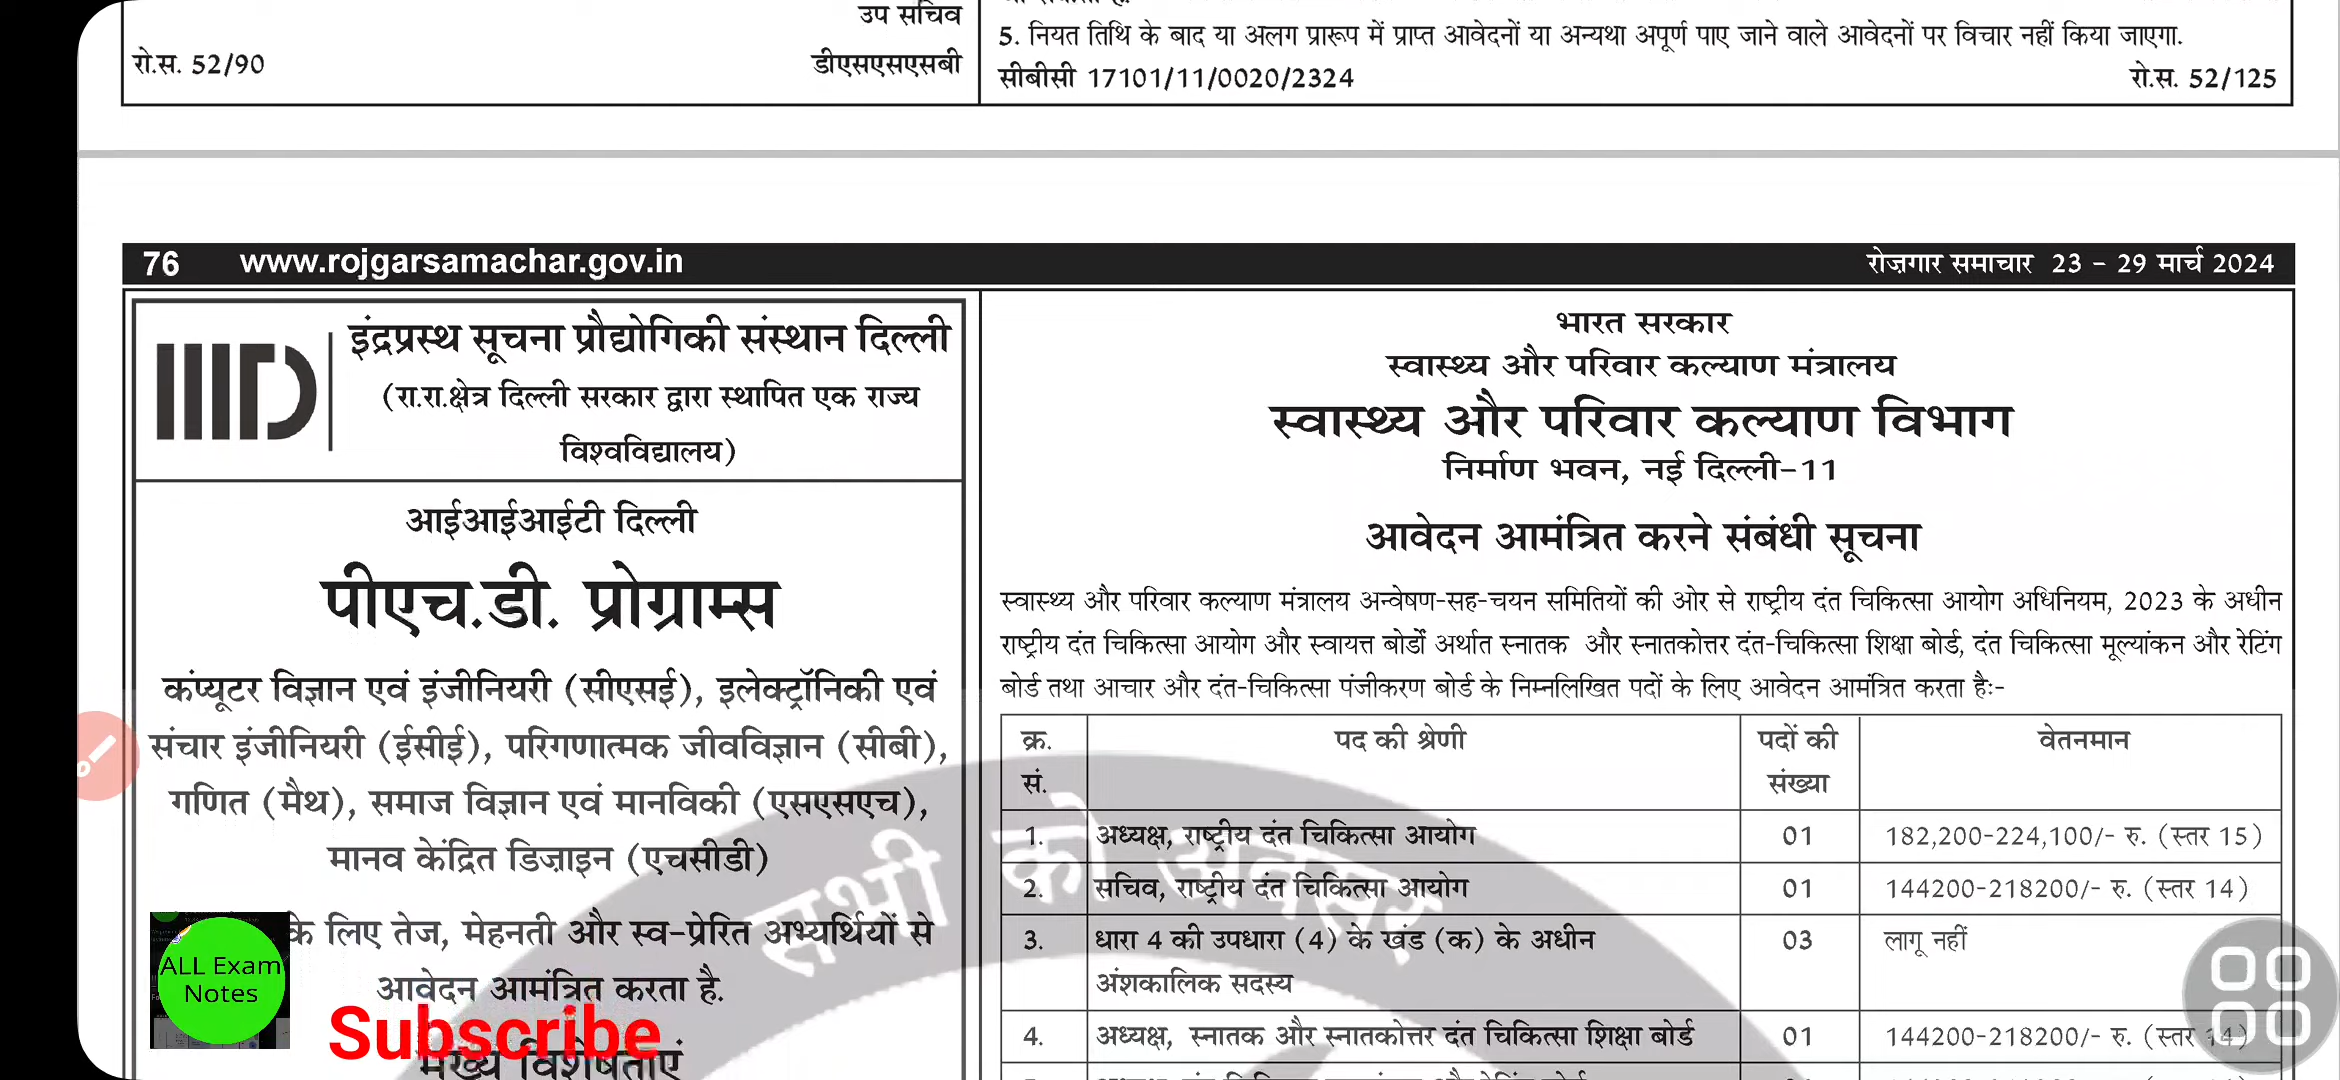 उप सचिव
रो.स. 52/90
डीएसएसएसबी
5. नियत तिथि के बाद या अलग प्रारूप में प्राप्त आवेदनों या अन्यथा अपूर्ण पाए जाने वाले आवेदनों पर विचार नहीं किया जाएगा.
सीबीसी 17101/11/0020/2324
रो.स. 52/125
76 www.rojgarsamachar.gov.in
रोज़गार समाचार 23 - 29 मार्च 2024
IIID
इंद्रप्रस्थ सूचना प्रौद्योगिकी संस्थान दिल्ली
(रा.रा.क्षेत्र दिल्ली सरकार द्वारा स्थापित एक राज्य
विश्वविद्यालय)
आईआईआईटी दिल्ली
पीएच.डी. प्रोग्राम्स
कंप्यूटर विज्ञान एवं इंजीनियरी (सीएसई), इलेक्ट्रॉनिकी एवं
संचार इंजीनियरी (ईसीई), परिगणात्मक जीवविज्ञान (सीबी),
गणित (मैथ), समाज विज्ञान एवं मानविकी (एसएसएच),
मानव केंद्रित डिज़ाइन (एचसीडी)
के लिए तेज, मेहनती और स्व-प्रेरित अभ्यर्थियों से
आवेदन आमंत्रित करता है.
मुख्य विशेषताएं
भारत सरकार
स्वास्थ्य और परिवार कल्याण मंत्रालय
स्वास्थ्य और परिवार कल्याण विभाग
निर्माण भवन, नई दिल्ली-11
आवेदन आमंत्रित करने संबंधी सूचना
स्वास्थ्य और परिवार कल्याण मंत्रालय अन्वेषण-सह-चयन समितियों की ओर से राष्ट्रीय दंत चिकित्सा आयोग अधिनियम, 2023 के अधीन
राष्ट्रीय दंत चिकित्सा आयोग और स्वायत्त बोर्डों अर्थात स्नातक और स्नातकोत्तर दंत-चिकित्सा शिक्षा बोर्ड, दंत चिकित्सा मूल्यांकन और रेटिंग
बोर्ड तथा आचार और दंत-चिकित्सा पंजीकरण बोर्ड के निम्नलिखित पदों के लिए आवेदन आमंत्रित करता है:-
क्र. सं. पद की श्रेणी पदों की संख्या वेतनमान
1. अध्यक्ष, राष्ट्रीय दंत चिकित्सा आयोग 01 182,200-224,100/- रु. (स्तर 15)
2. सचिव, राष्ट्रीय दंत चिकित्सा आयोग 01 144200-218200/- रु. (स्तर 14)
3. धारा 4 की उपधारा (4) के खंड (क) के अधीन 03 लागू नहीं
अंशकालिक सदस्य
4. अध्यक्ष, स्नातक और स्नातकोत्तर दंत चिकित्सा शिक्षा बोर्ड 01 144200-218200/- रु. (स्तर 14)
सभी को अवसर
ALL Exam
Notes
Subscribe